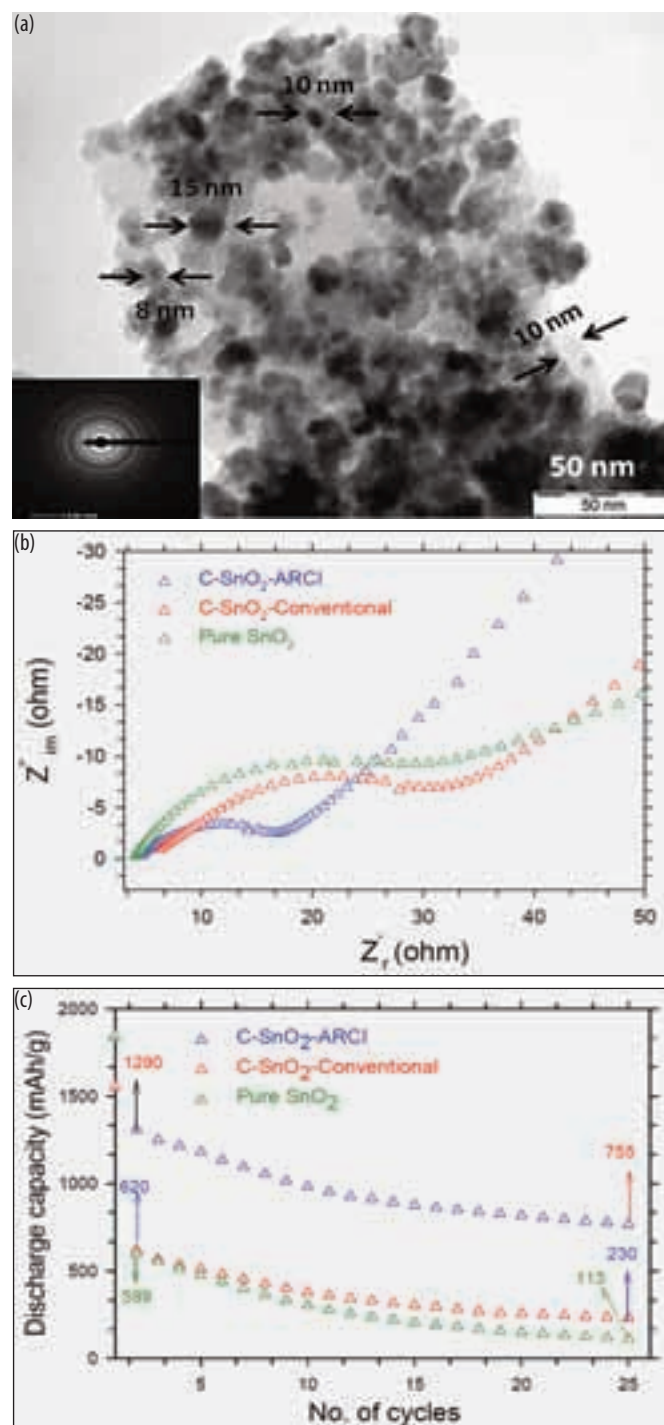 (a)
10 nm
15 nm
8 nm
10 nm
50 nm
50 nm
(b)
-30
-25
-20
-15
-10
-5
0
C-SnO2-ARCI
C-SnO2-Conventional
Pure SnO2
Z"im (ohm)
10 20 30 40 50
Z'r (ohm)
(c)
2000
1500
1000
500
0
C-SnO2-ARCI
C-SnO2-Conventional
Pure SnO2
1290
755
620
230
589
113
Discharge capacity (mAh/g)
5 10 15 20 25
No. of cycles